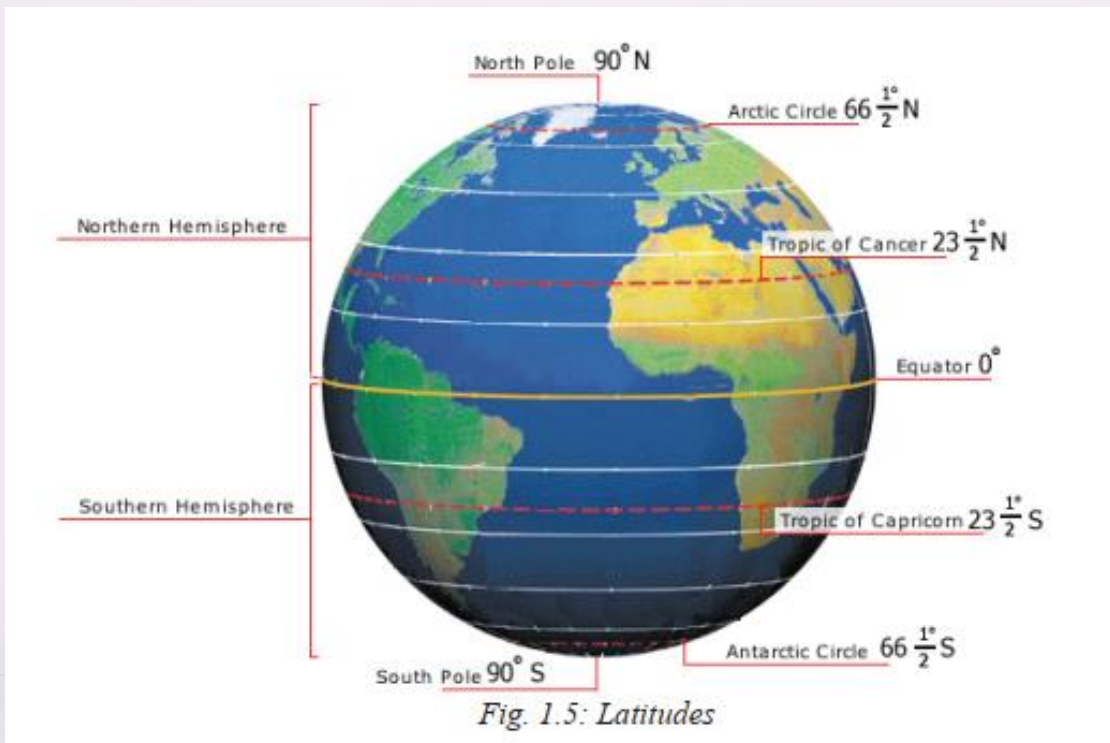 North Pole 90° N
Arctic Circle 66 1/2° N
Northern Hemisphere
Tropic of Cancer 23 1/2° N
Equator 0°
Southern Hemisphere
Tropic of Capricorn 23 1/2° S
Antarctic Circle 66 1/2° S
South Pole 90° S
Fig. 1.5: Latitudes